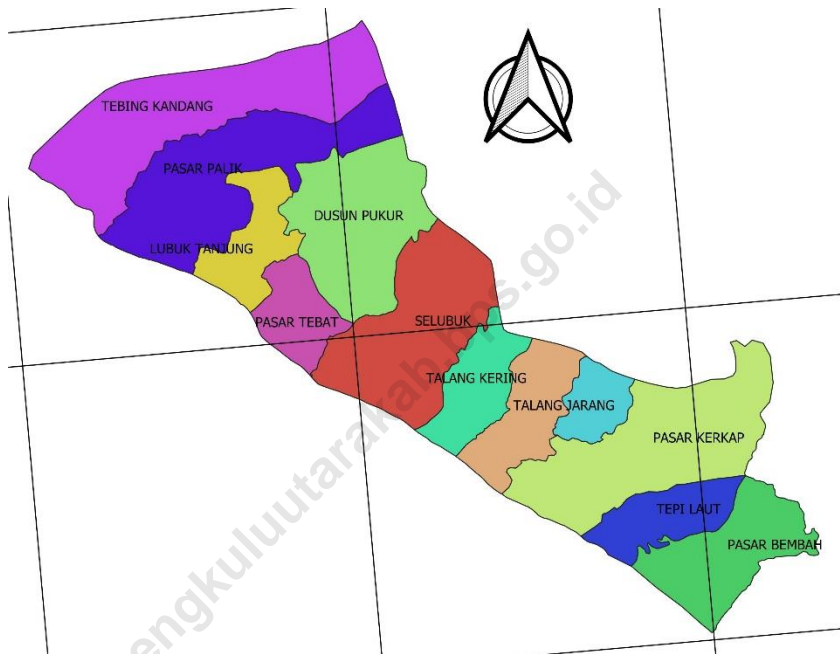 TEBING KANDANG
PASAR PALIK
DUSUN PUKUR
LUBUK TANJUNG
PASAR TEBAT
SELUBUK
TALANG KERING
TALANG JARANG
PASAR KERKAP
TEPI LAUT
PASAR BEMBAH
engkuluutarakab.bps.go.id